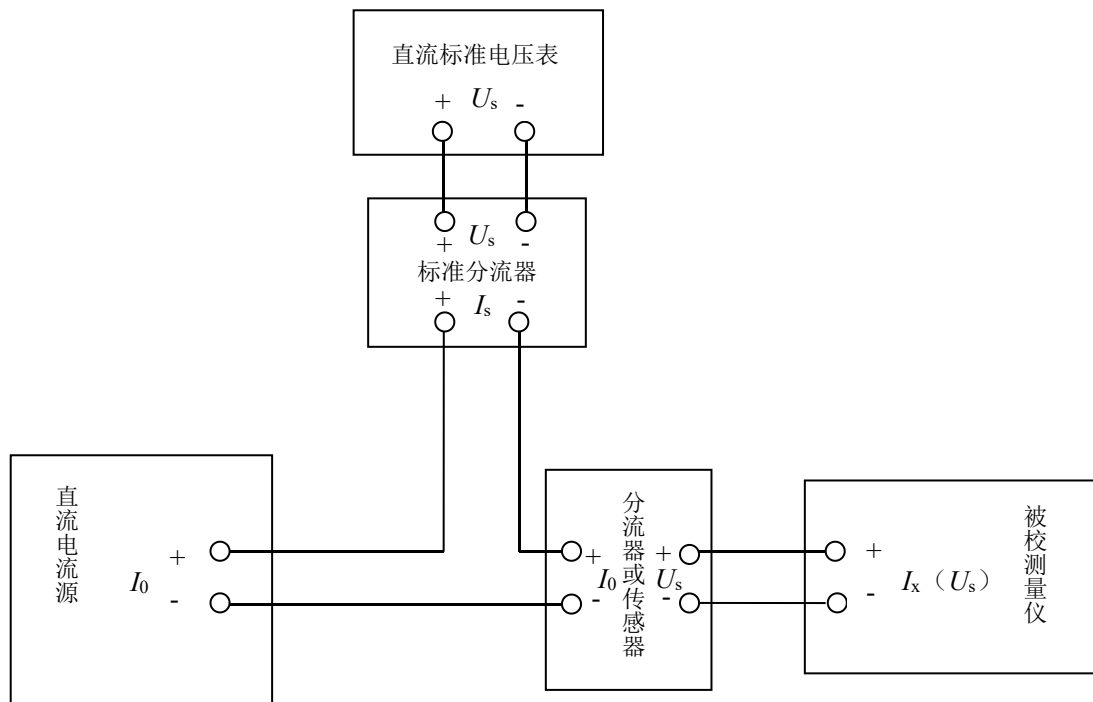 直流标准电压表
+ Us -
+ Us -
标准分流器
+ Is -
直流电流源
+
I0
-
分流器或传感器
+ I0 -
+ Us -
被校测量仪
+
Ix（Us）
-